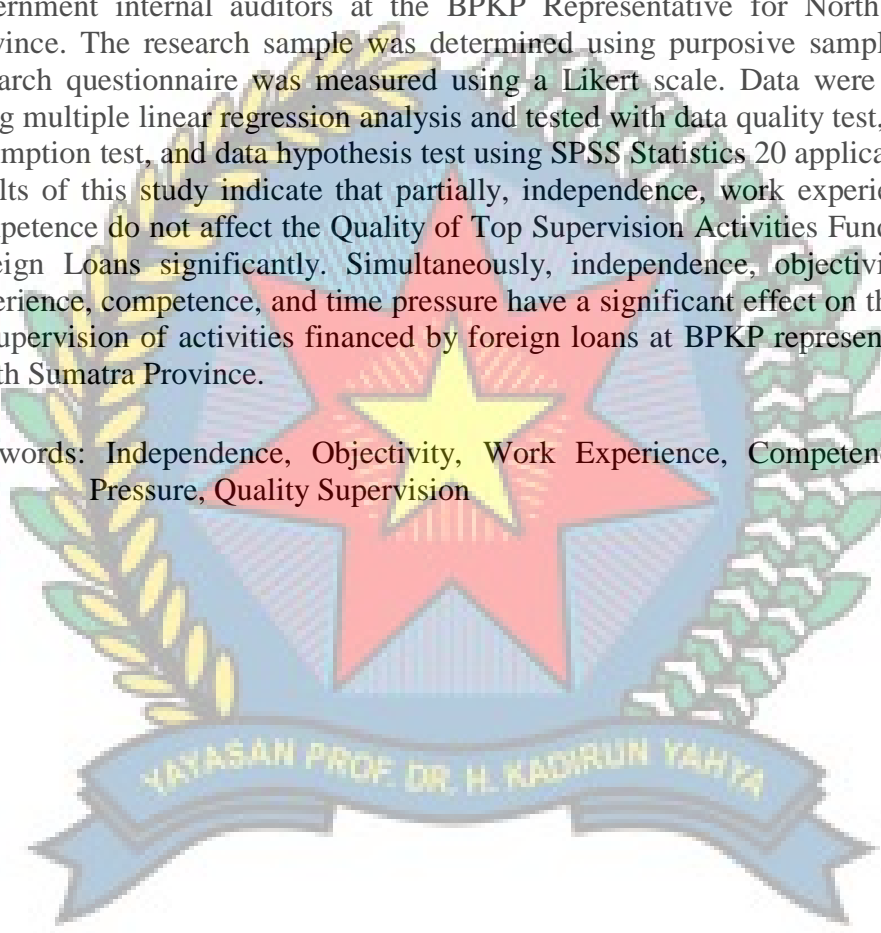 ernment internal auditors at the BPKP Representative for North
vince. The research sample was determined using purposive sampl
earch questionnaire was measured using a Likert scale. Data were
g multiple linear regression analysis and tested with data quality test,
mption test, and data hypothesis test using SPSS Statistics 20 applica
lts of this study indicate that partially, independence, work experi
petence do not affect the Quality of Top Supervision Activities Fund
eign Loans significantly. Simultaneously, independence, objectivi
erience, competence, and time pressure have a significant effect on th
upervision of activities financed by foreign loans at BPKP represen
th Sumatra Province.
words: Independence, Objectivity, Work Experience, Competen
Pressure, Quality Supervision
YAYASAN PROF. DR. H. KADIRUN YAHYA